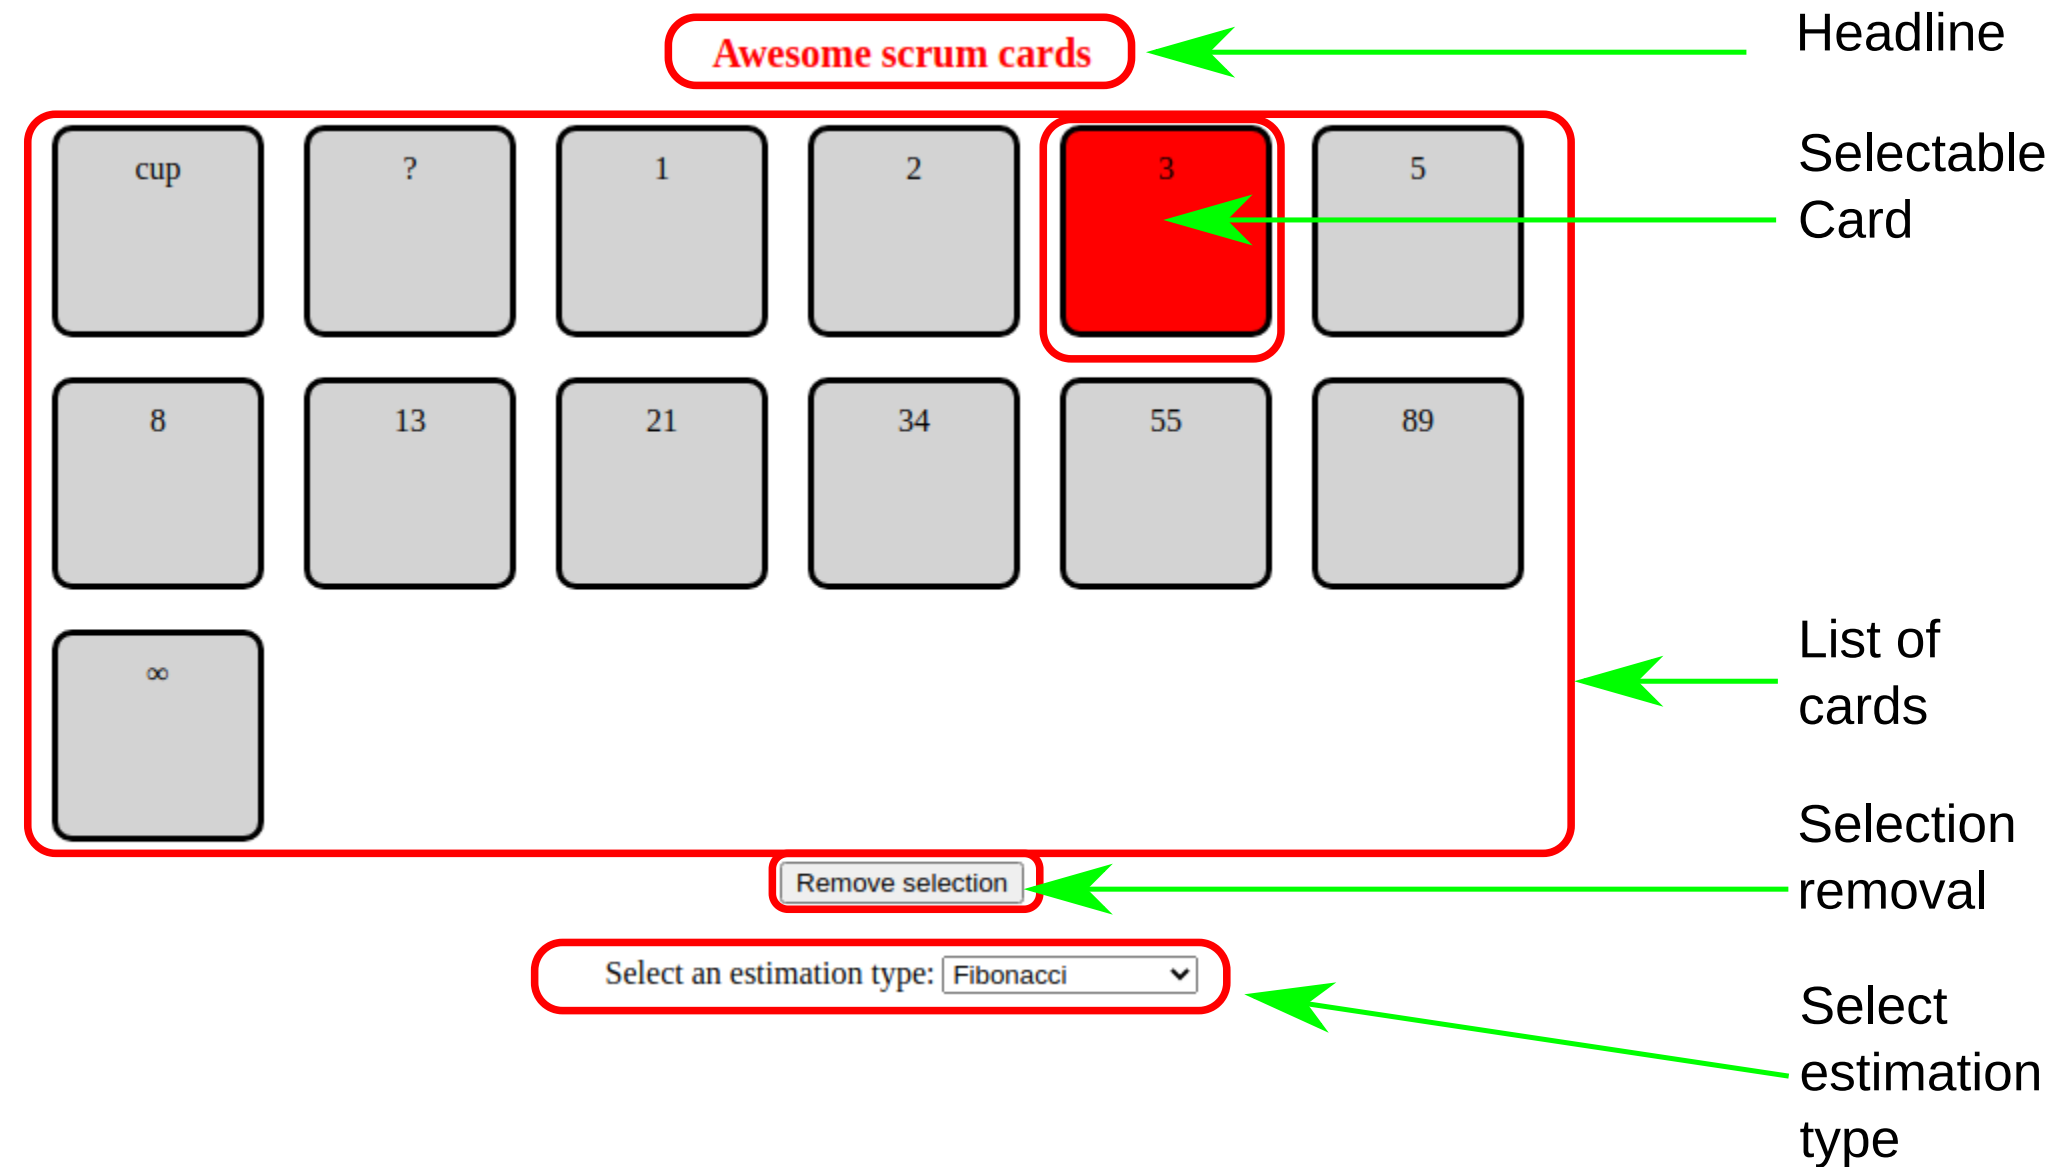 Awesome scrum cards
Headline
cup
?
1
2
3
5
Selectable
Card
8
13
21
34
55
89
∞
List of
cards
Remove selection
Selection
removal
Select an estimation type: Fibonacci
Select
estimation
type